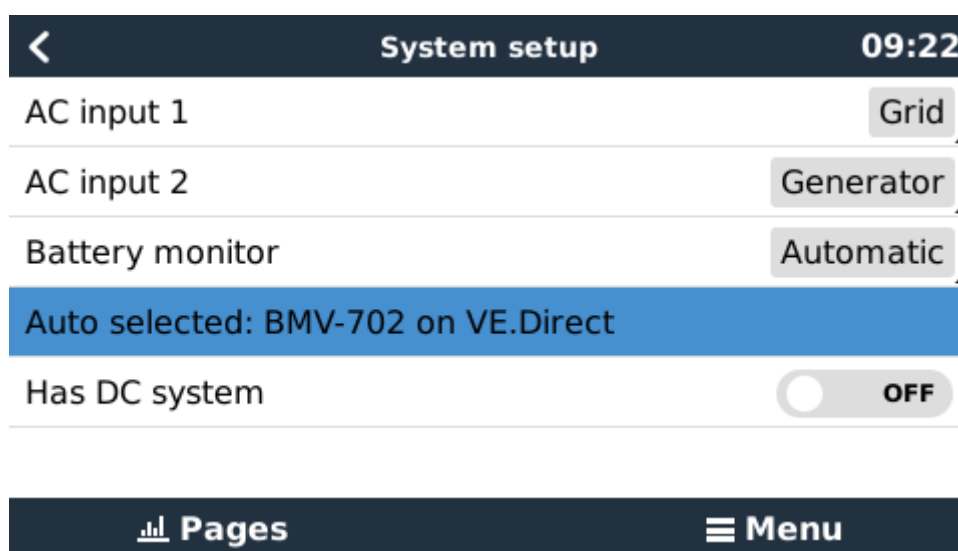 System setup 09:22
AC input 1 Grid
AC input 2 Generator
Battery monitor Automatic
Auto selected: BMV-702 on VE.Direct
Has DC system OFF
Pages Menu